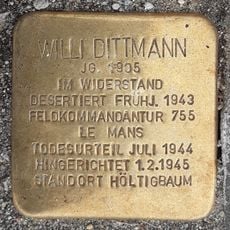 WILLI DITTMANN
JG. 1905
IM WIDERSTAND
DESERTIERT FRÜHJ. 1943
FELDKOMMANDANTUR 755
LE MANS
TODESURTEIL JULI 1944
HINGERICHTET 1.2.1945
STANDORT HÖLTIGBAUM